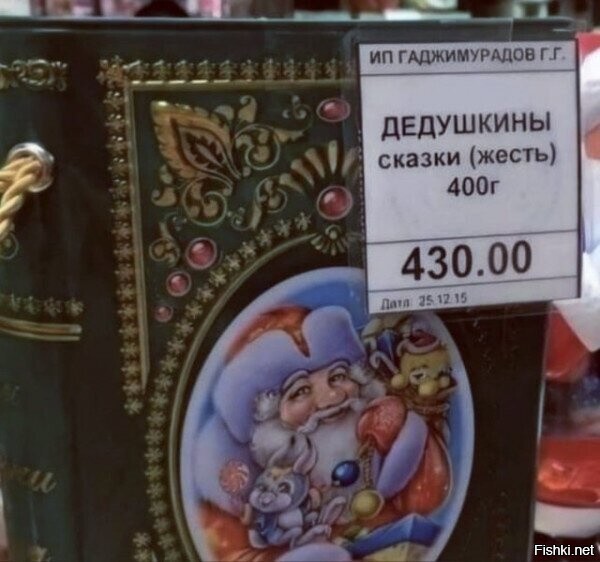 ИП ГАДЖИМУРАДОВ Г.Г.
ДЕДУШКИНЫ
сказки (жесть)
400г
430.00
Дата 25.12.15
Fishki.net